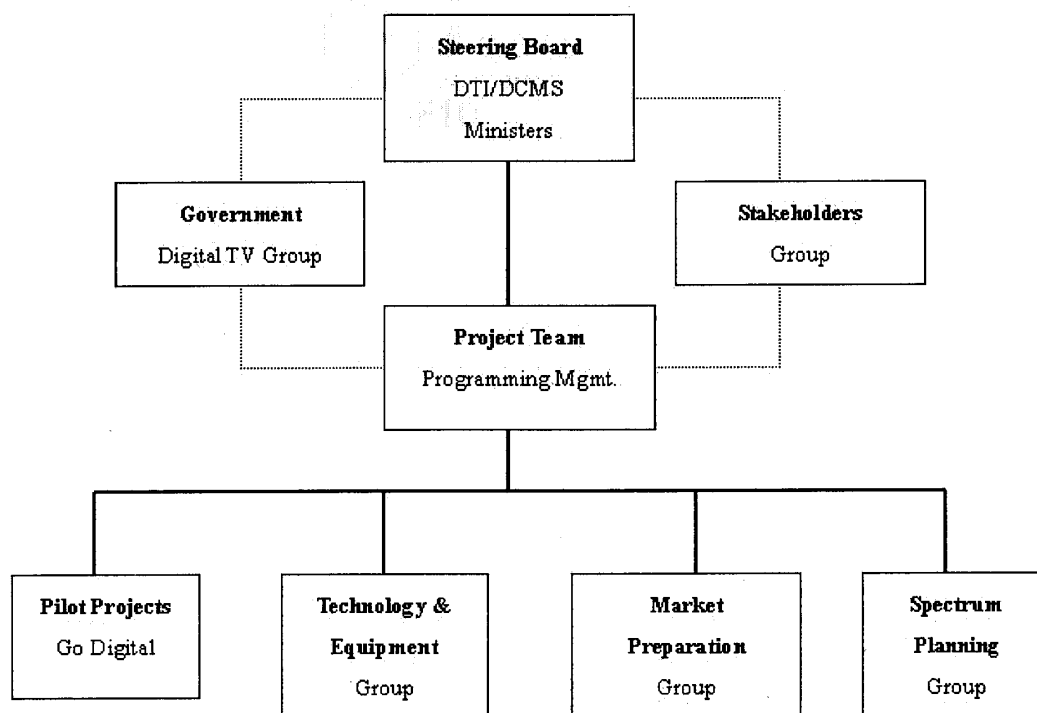 Steering Board
DTI/DCMS
Ministers
Government
Digital TV Group
Stakeholders
Group
Project Team
Programming Mgmt.
Pilot Projects
Go Digital
Technology &
Equipment
Group
Market
Preparation
Group
Spectrum
Planning
Group